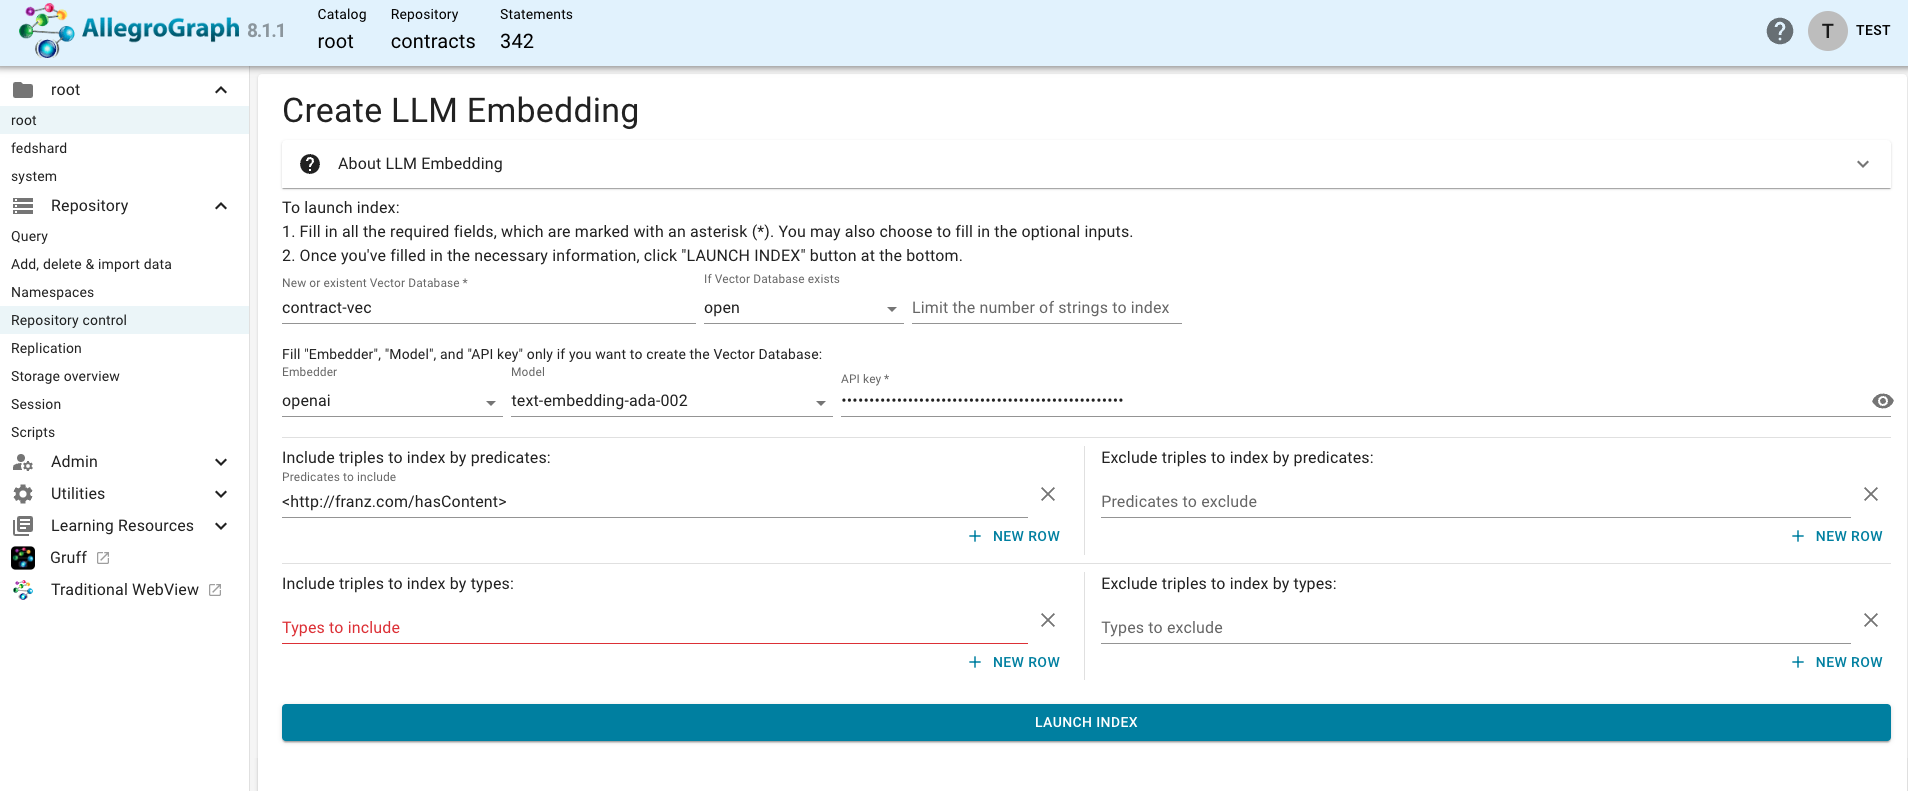 AllegroGraph 8.1.1
Catalog Repository Statements
root contracts 342
T TEST
root
root
fedshard
system
Repository
Query
Add, delete & import data
Namespaces
Repository control
Replication
Storage overview
Session
Scripts
Admin
Utilities
Learning Resources
Gruff
Traditional WebView
Create LLM Embedding
About LLM Embedding
To launch index:
1. Fill in all the required fields, which are marked with an asterisk (*). You may also choose to fill in the optional inputs.
2. Once you've filled in the necessary information, click "LAUNCH INDEX" button at the bottom.
New or existent Vector Database * If Vector Database exists
contract-vec open Limit the number of strings to index
Fill "Embedder", "Model", and "API key" only if you want to create the Vector Database:
Embedder Model API key *
openai text-embedding-ada-002
Include triples to index by predicates: Exclude triples to index by predicates:
Predicates to include
<http://franz.com/hasContent> Predicates to exclude
+ NEW ROW + NEW ROW
Include triples to index by types: Exclude triples to index by types:
Types to include Types to exclude
+ NEW ROW + NEW ROW
LAUNCH INDEX